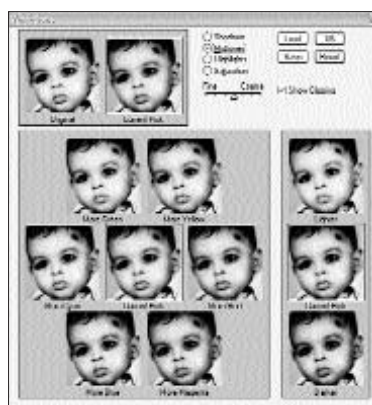 Shadows
Midtones
Highlights
Saturation
Load OK
Save Reset
Fine Coarse
Show Clipping
Original Current Pick
More Green More Yellow
Lighter
More Cyan Current Pick More Red
Current Pick
More Blue More Magenta
Darker